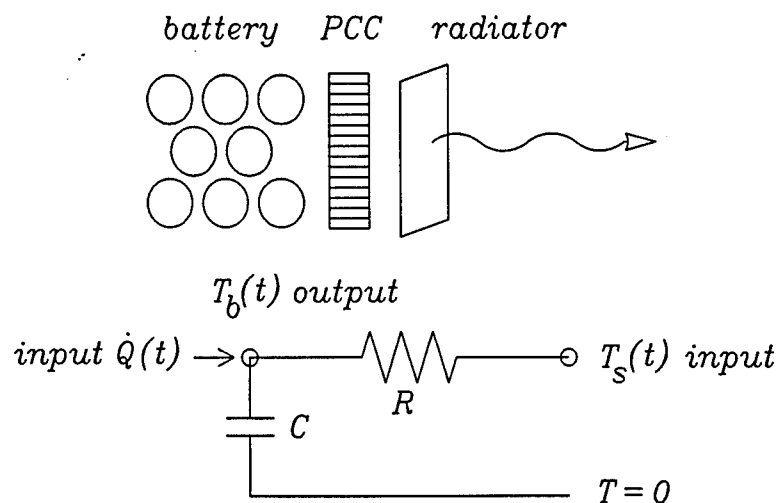 battery PCC radiator
T_b(t) output
input Q̇(t) T_s(t) input
R
C
T=0